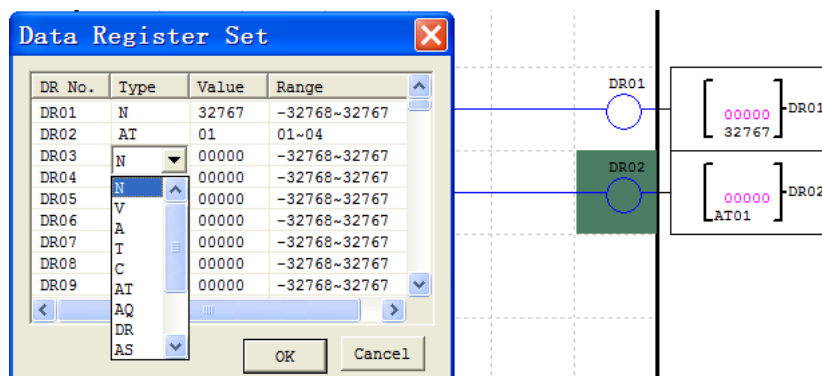 Data Register Set
DR No. Type Value Range
DR01 N 32767 -32768~32767
DR02 AT 01 01~04
DR03 N 00000 -32768~32767
DR04 N 00000 -32768~32767
DR05 V 00000 -32768~32767
DR06 A 00000 -32768~32767
DR07 T 00000 -32768~32767
DR08 C 00000 -32768~32767
DR09 AT 00000 -32768~32767
AQ
DR
AS
OK Cancel
DR01
00000 DR01
32767
DR02
00000 DR02
AT01